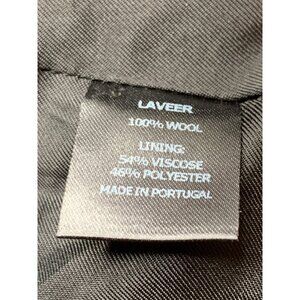 LAVEER
100% WOOL
LINING:
54% VISCOSE
46% POLYESTER
MADE IN PORTUGAL